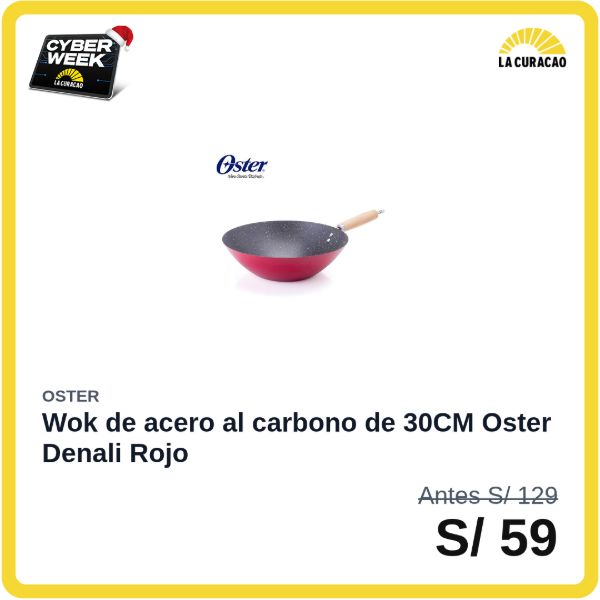 CYBER
WEEK
LA CURACAO
LA CURACAO
Oster
OSTER
Wok de acero al carbono de 30CM Oster
Denali Rojo
Antes S/ 129
S/ 59